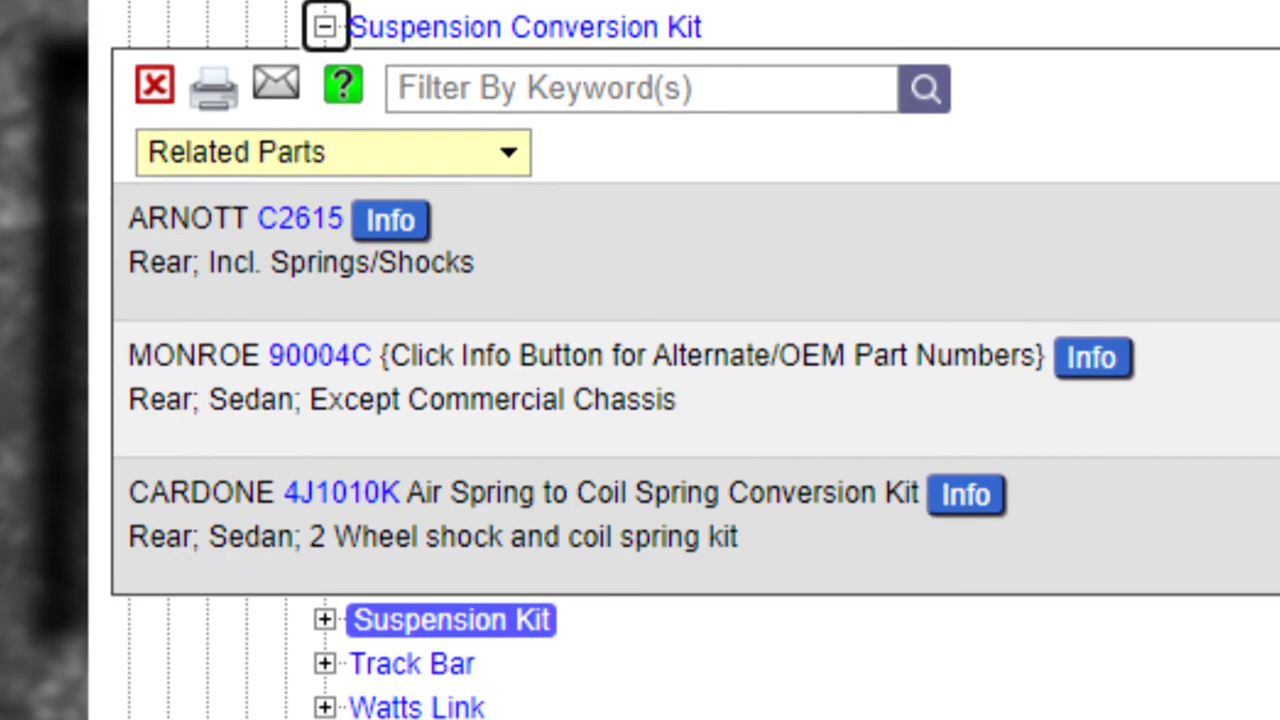 Suspension Conversion Kit
Filter By Keyword(s)
Related Parts
ARNOTT C2615 Info
Rear; Incl. Springs/Shocks
MONROE 90004C {Click Info Button for Alternate/OEM Part Numbers} Info
Rear; Sedan; Except Commercial Chassis
CARDONE 4J1010K Air Spring to Coil Spring Conversion Kit Info
Rear; Sedan; 2 Wheel shock and coil spring kit
Suspension Kit
Track Bar
Watts Link